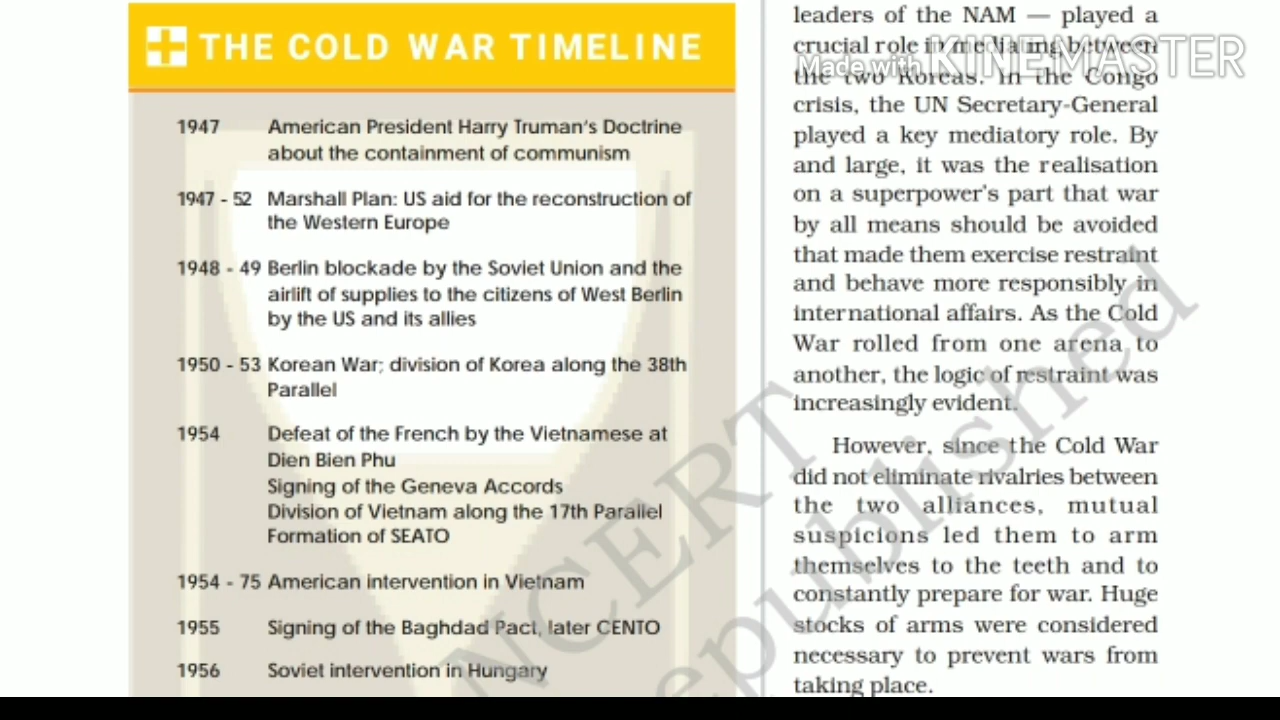 THE COLD WAR TIMELINE
1947 American President Harry Truman's Doctrine
about the containment of communism
1947 - 52 Marshall Plan: US aid for the reconstruction of
the Western Europe
1948 - 49 Berlin blockade by the Soviet Union and the
airlift of supplies to the citizens of West Berlin
by the US and its allies
1950 - 53 Korean War; division of Korea along the 38th
Parallel
1954 Defeat of the French by the Vietnamese at
Dien Bien Phu
Signing of the Geneva Accords
Division of Vietnam along the 17th Parallel
Formation of SEATO
1954 - 75 American intervention in Vietnam
1955 Signing of the Baghdad Pact, later CENTO
1956 Soviet intervention in Hungary
leaders of the NAM — played a
crucial role in mediating between
the two Koreas. In the Congo
crisis, the UN Secretary-General
played a key mediatory role. By
and large, it was the realisation
on a superpower's part that war
by all means should be avoided
that made them exercise restraint
and behave more responsibly in
international affairs. As the Cold
War rolled from one arena to
another, the logic of restraint was
increasingly evident.
However, since the Cold War
did not eliminate rivalries between
the two alliances, mutual
suspicions led them to arm
themselves to the teeth and to
constantly prepare for war. Huge
stocks of arms were considered
necessary to prevent wars from
taking place.
Made with KINEMASTER
NCERT
republished